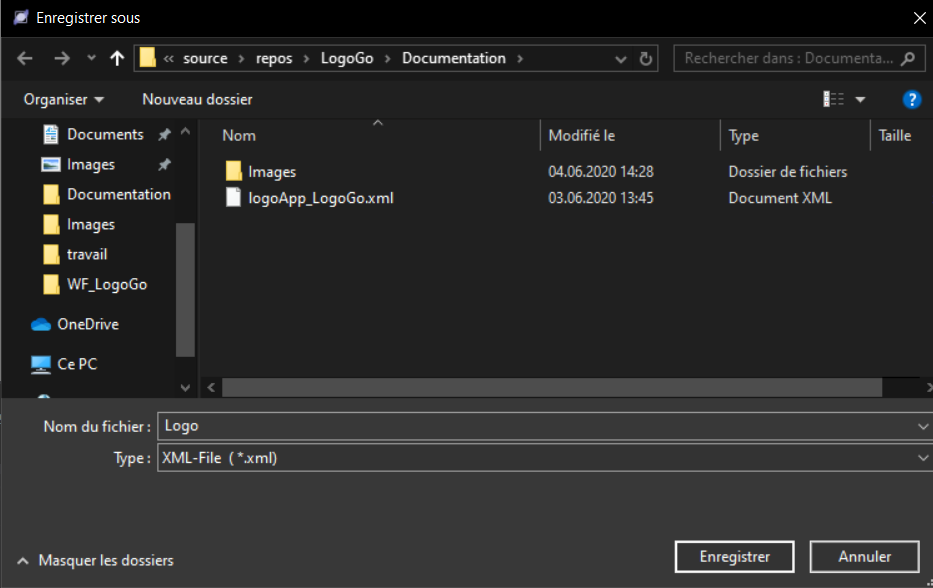 Enregistrer sous
« source › repos › LogoGo › Documentation ›
Rechercher dans : Documenta...
Organiser
Nouveau dossier
?
Documents
Images
Documentation
Images
travail
WF_LogoGo
OneDrive
Ce PC
Nom Modifié le Type Taille
Images 04.06.2020 14:28 Dossier de fichiers
logoApp_LogoGo.xml 03.06.2020 13:45 Document XML
Nom du fichier : Logo
Type : XML-File (*.xml)
Masquer les dossiers
Enregistrer Annuler